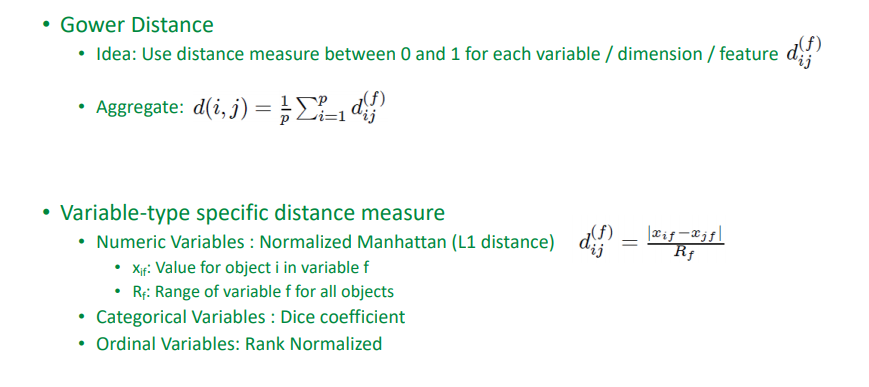 • Gower Distance
• Idea: Use distance measure between 0 and 1 for each variable / dimension / feature $d_{ij}^{(f)}$
• Aggregate: $d(i,j) = \frac{1}{p} \sum_{i=1}^{p} d_{ij}^{(f)}$
• Variable-type specific distance measure
• Numeric Variables : Normalized Manhattan (L1 distance) $d_{ij}^{(f)} = \frac{|x_{if} - x_{jf}|}{R_f}$
• $x_{if}$: Value for object i in variable f
• $R_f$: Range of variable f for all objects
• Categorical Variables : Dice coefficient
• Ordinal Variables: Rank Normalized